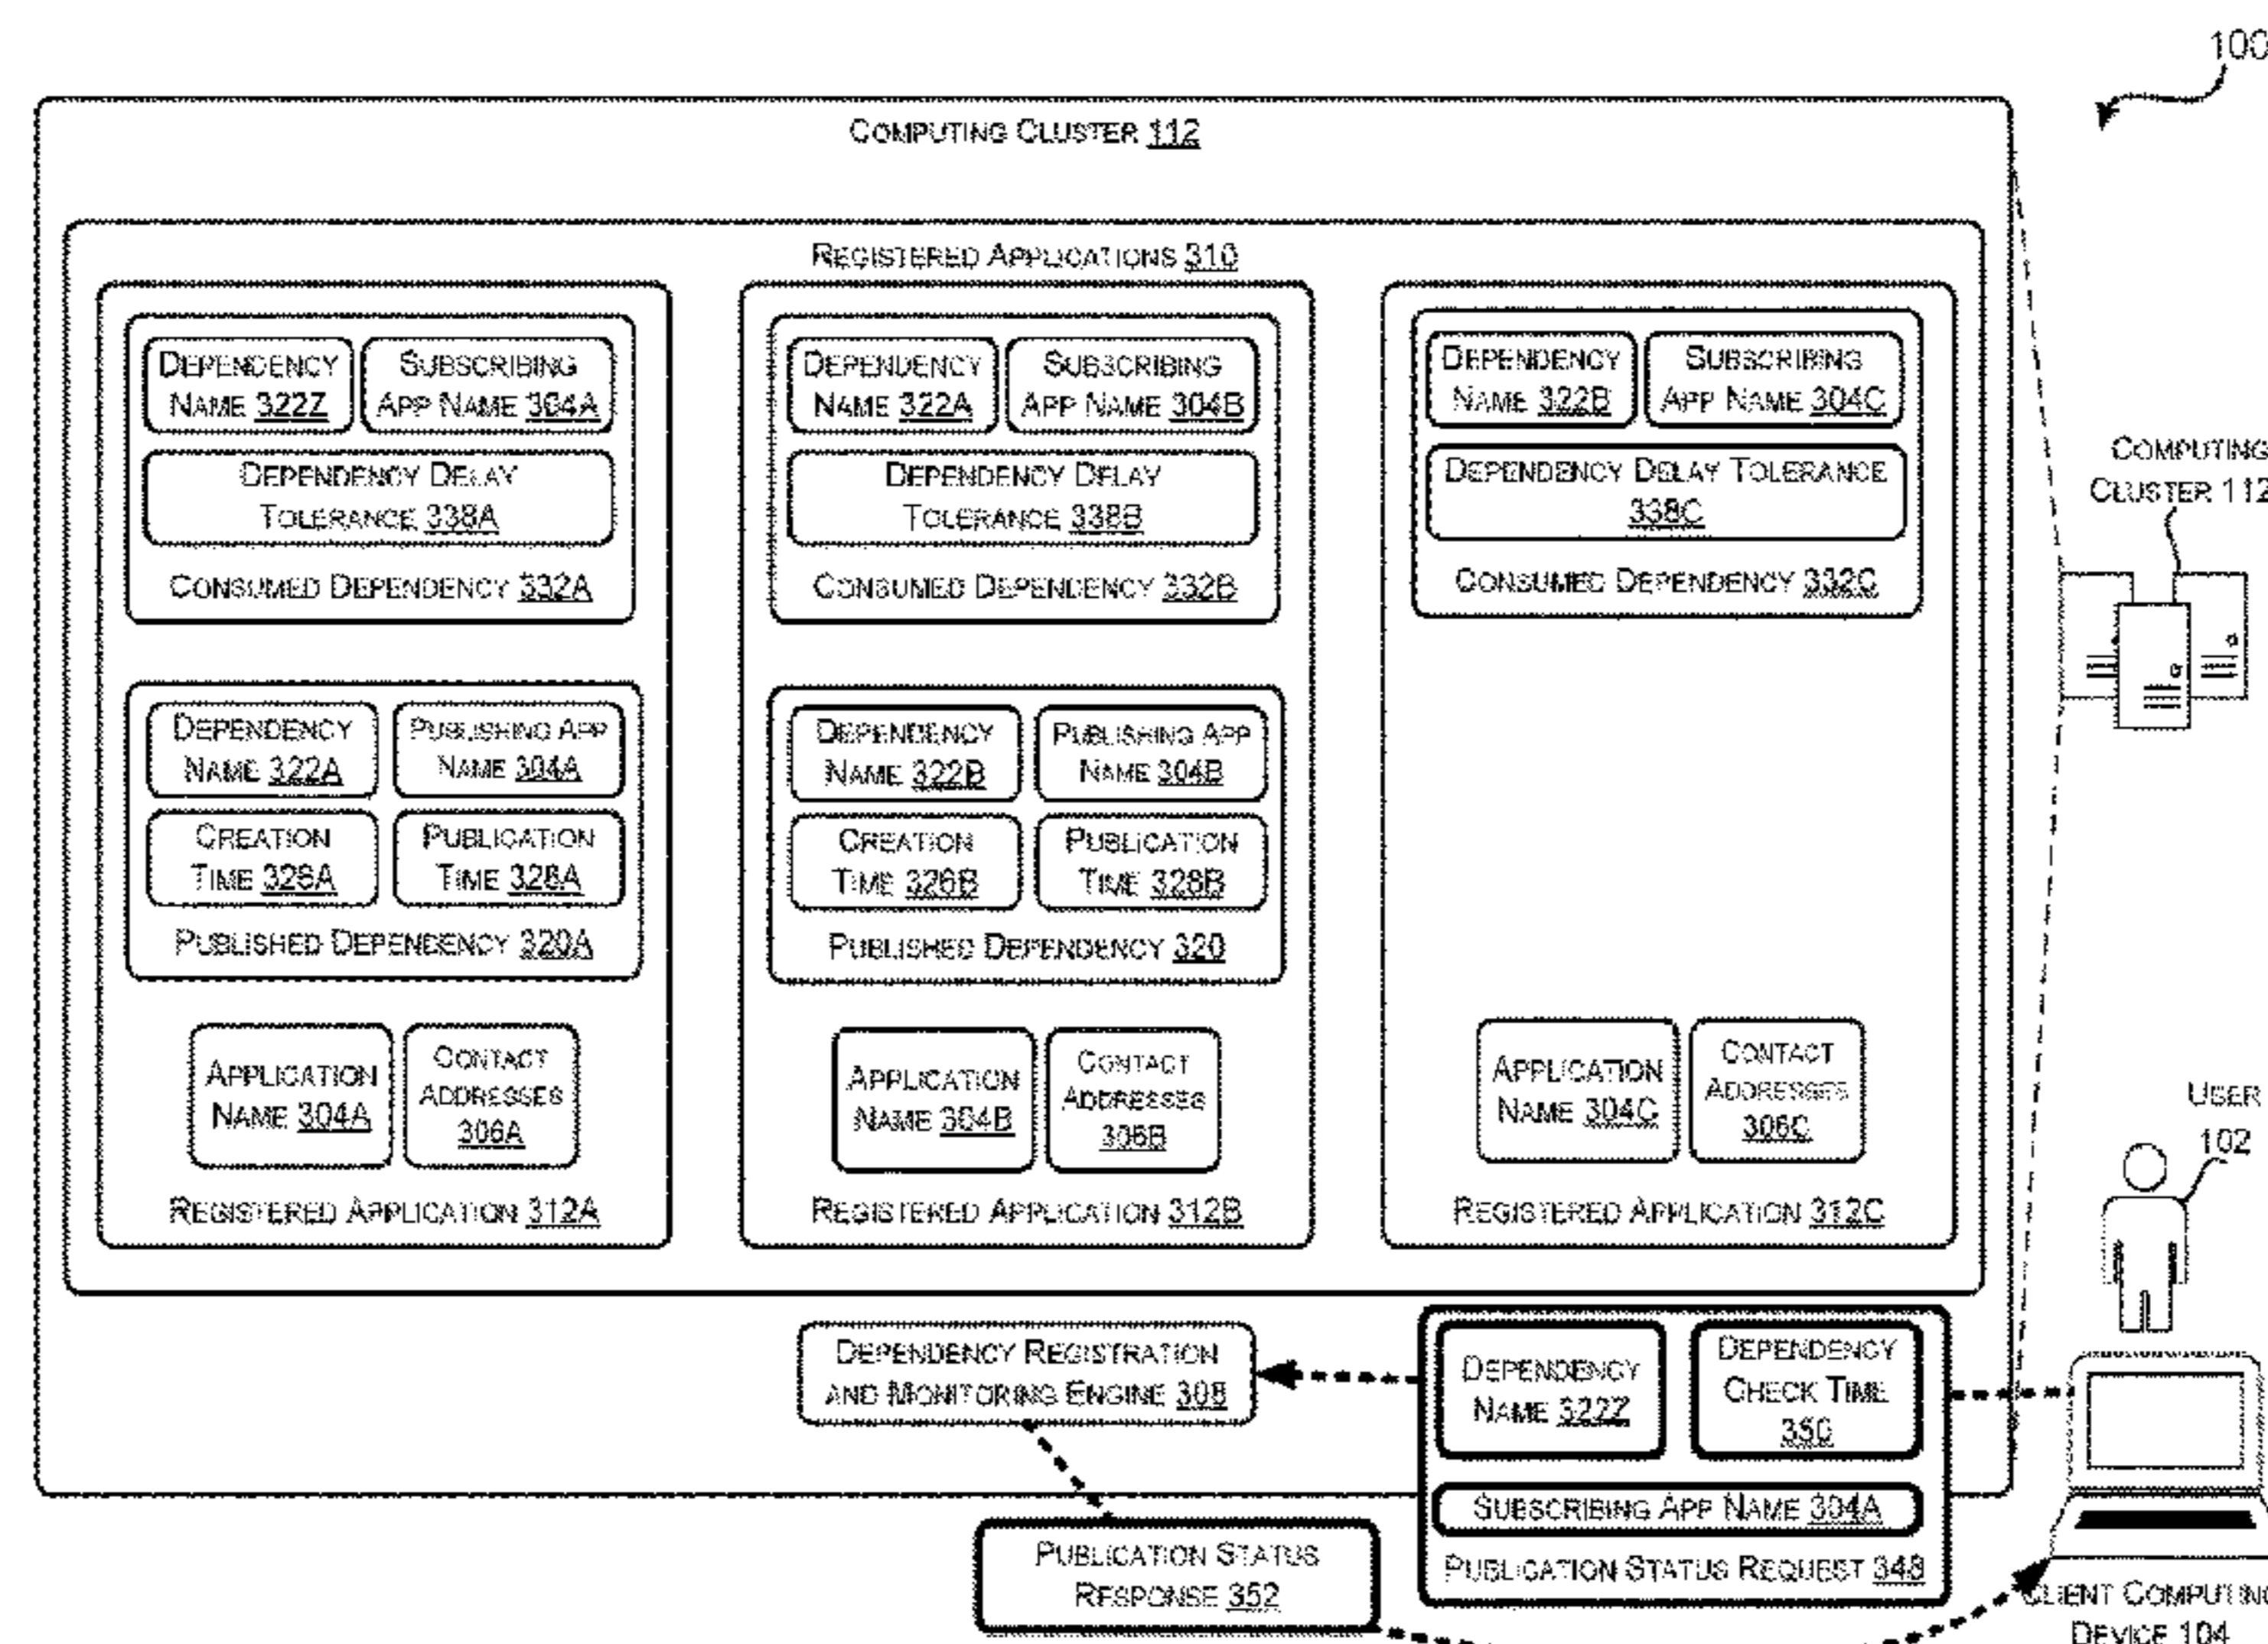 100
COMPUTING CLUSTER 112
REGISTERED APPLICATIONS 310
DEPENDENCY
NAME 322Z
SUBSCRIBING
APP NAME 304A
DEPENDENCY DELAY
TOLERANCE 338A
CONSUMED DEPENDENCY 332A
DEPENDENCY
NAME 322A
PUBLISHING APP
NAME 304A
CREATION
TIME 326A
PUBLICATION
TIME 328A
PUBLISHED DEPENDENCY 320A
APPLICATION
NAME 304A
CONTACT
ADDRESSES
306A
REGISTERED APPLICATION 312A
DEPENDENCY
NAME 322A
SUBSCRIBING
APP NAME 304B
DEPENDENCY DELAY
TOLERANCE 338B
CONSUMED DEPENDENCY 332B
DEPENDENCY
NAME 322B
PUBLISHING APP
NAME 304B
CREATION
TIME 326B
PUBLICATION
TIME 328B
PUBLISHED DEPENDENCY 320
APPLICATION
NAME 304B
CONTACT
ADDRESSES
306B
REGISTERED APPLICATION 312B
DEPENDENCY
NAME 322B
SUBSCRIBING
APP NAME 304C
DEPENDENCY DELAY TOLERANCE
338C
CONSUMED DEPENDENCY 332C
APPLICATION
NAME 304C
CONTACT
ADDRESSES
306C
REGISTERED APPLICATION 312C
COMPUTING
CLUSTER 112
USER
102
DEPENDENCY REGISTRATION
AND MONITORING ENGINE 308
DEPENDENCY
NAME 322Z
DEPENDENCY
CHECK TIME
350
SUBSCRIBING APP NAME 304A
PUBLICATION STATUS REQUEST 348
PUBLICATION STATUS
RESPONSE 352
CLIENT COMPUTING
DEVICE 104